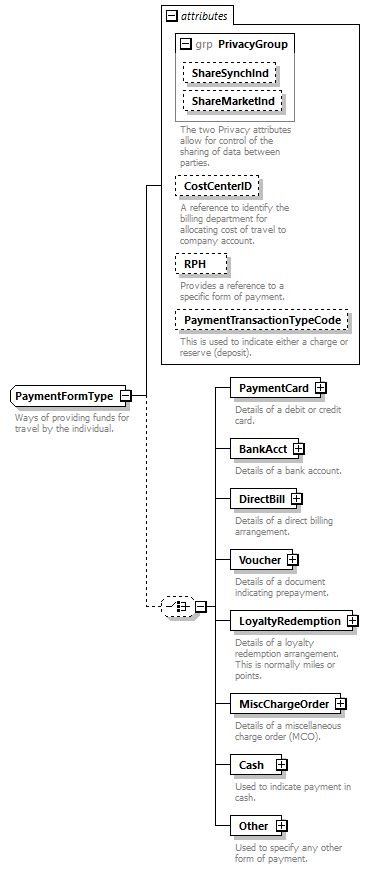 attributes
grp PrivacyGroup
ShareSynchInd
ShareMarketInd
The two Privacy attributes
allow for control of the
sharing of data between
parties.
CostCenterID
A reference to identify the
billing department for
allocating cost of travel to
company account.
RPH
Provides a reference to a
specific form of payment.
PaymentTransactionTypeCode
This is used to indicate either a charge or
reserve (deposit).
PaymentFormType
Ways of providing funds for
travel by the individual.
PaymentCard
Details of a debit or credit
card.
BankAcct
Details of a bank account.
DirectBill
Details of a direct billing
arrangement.
Voucher
Details of a document
indicating prepayment.
LoyaltyRedemption
Details of a loyalty
redemption arrangement.
This is normally miles or
points.
MiscChargeOrder
Details of a miscellaneous
charge order (MCO).
Cash
Used to indicate payment in
cash.
Other
Used to specify any other
form of payment.